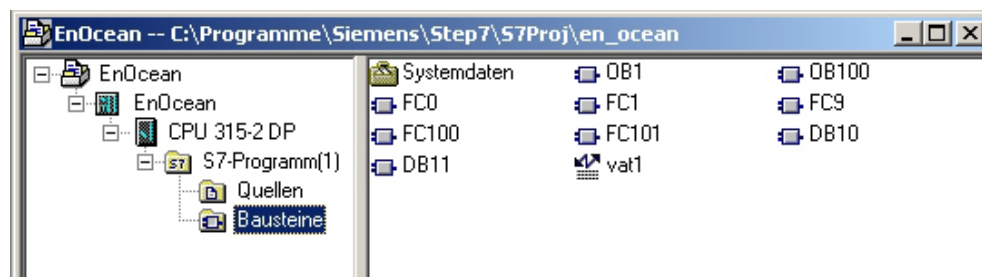 EnOcean -- C:\Programme\Siemens\Step7\S7Proj\en_ocean
EnOcean
EnOcean
CPU 315-2 DP
S7-Programm(1)
Quellen
Bausteine
Systemdaten OB1 OB100
FC0 FC1 FC9
FC100 FC101 DB10
DB11 vat1